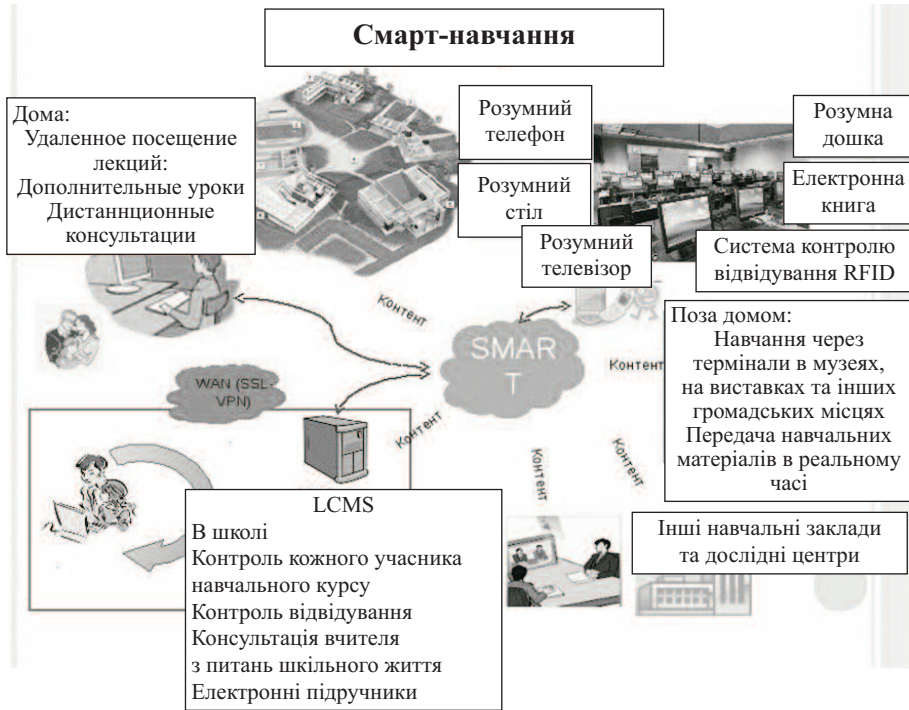 Смарт-навчання
Дома:
Удаленное посещение
лекций:
Дополнительные уроки
Дистаннционные
консультации
Розумний
телефон
Розумний
стіл
Розумний
телевізор
Розумна
дошка
Електронна
книга
Система контролю
відвідування RFID
Поза домом:
Навчання через
термінали в музеях,
на виставках та інших
громадських місцях
Передача навчальних
матеріалів в реальному
часі
Контент
SMAR
T
Контент
WAN (SSL-
VPN)
Контент
Контент
Контент
LCMS
В школі
Контроль кожного учасника
навчального курсу
Контроль відвідування
Консультація вчителя
з питань шкільного життя
Електронні підручники
Інші навчальні заклади
та дослідні центри